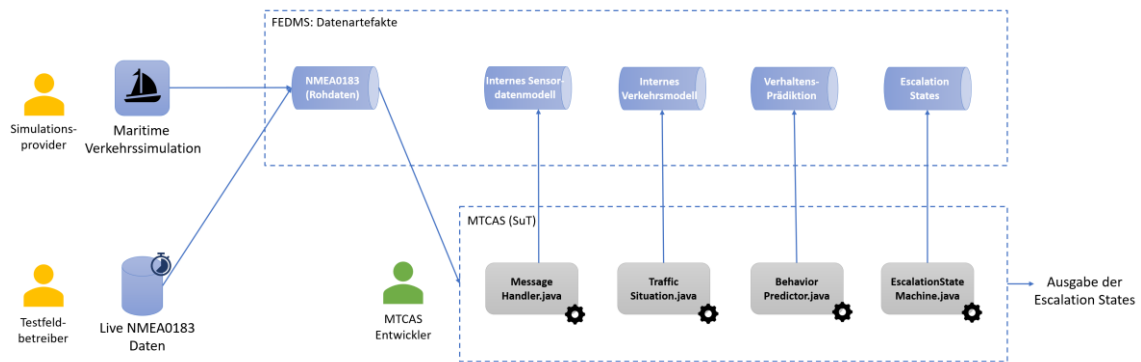 FEDMS: Datenartefakte
NMEA0183
(Rohdaten)
Internes Sensor-
datenmodell
Internes
Verkehrsmodell
Verhaltens-
Prädiktion
Escalation
States
Simulations-
provider
Maritime
Verkehrssimulation
MTCAS (SuT)
Message
Handler.java
Traffic
Situation.java
Behavior
Predictor.java
EscalationState
Machine.java
Ausgabe der
Escalation States
Testfeld-
betreiber
Live NMEA0183
Daten
MTCAS
Entwickler